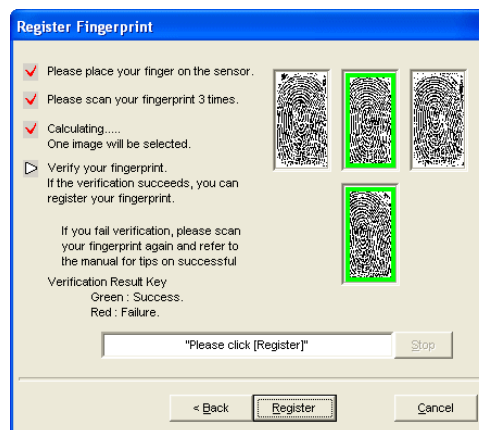 Register Fingerprint
Please place your finger on the sensor.
Please scan your fingerprint 3 times.
Calculating.....
One image will be selected.
Verify your fingerprint.
If the verification succeeds, you can
register your fingerprint.
If you fail verification, please scan
your fingerprint again and refer to
the manual for tips on successful
Verification Result Key
Green : Success.
Red : Failure.
"Please click [Register]"
Stop
< Back
Register
Cancel